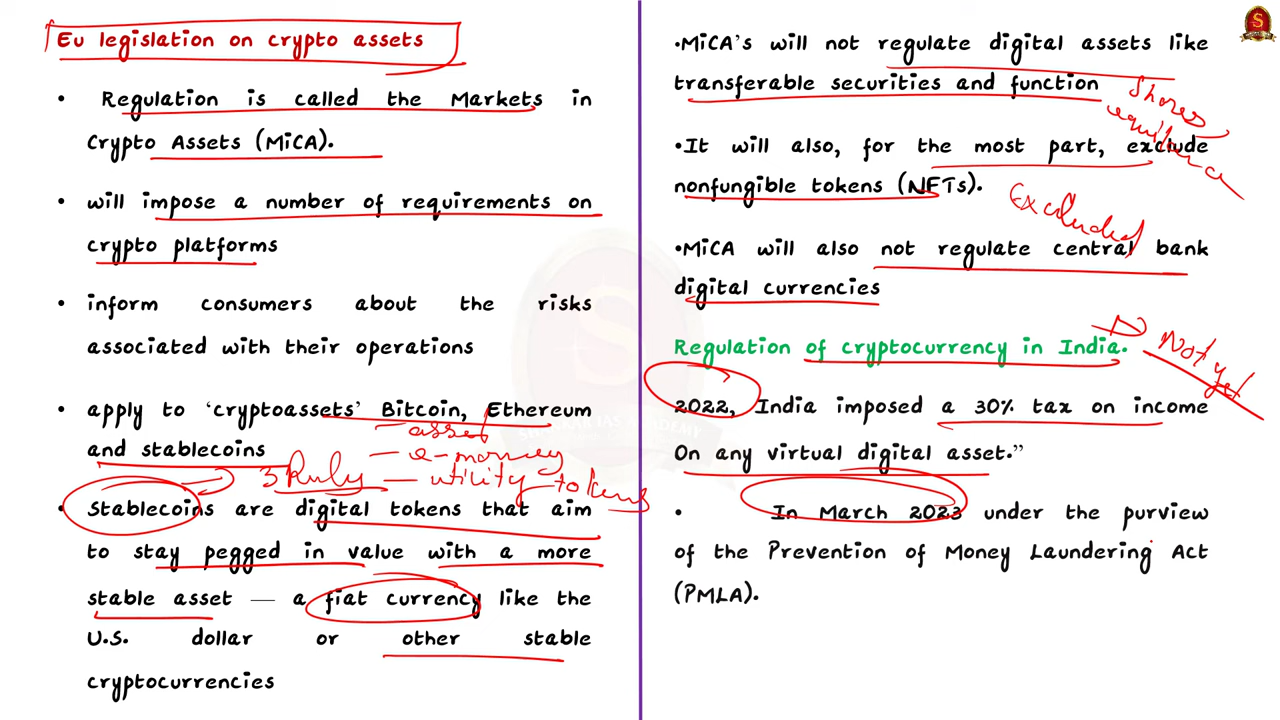 Eu legislation on crypto assets
• Regulation is called the Markets in
Crypto Assets (MiCA).
• will impose a number of requirements on
crypto platforms
• inform consumers about the risks
associated with their operations
• apply to ‘cryptoassets’ Bitcoin, Ethereum
asset
and stablecoins
— e-money
— utility tokens
• Stablecoins are digital tokens that aim
to stay pegged in value with a more
stable asset — a fiat currency like the
U.S. dollar or other stable
cryptocurrencies
•MiCA's will not regulate digital assets like
transferable securities and function
Shares
•It will also, for the most part, exclude
nonfungible tokens (NFTs).
Excluded
•MiCA will also not regulate central bank
digital currencies
Regulation of cryptocurrency in India.
Not yet
2022, India imposed a 30% tax on income
On any virtual digital asset.”
• In March 2023 under the purview
of the Prevention of Money Laundering Act
(PMLA).